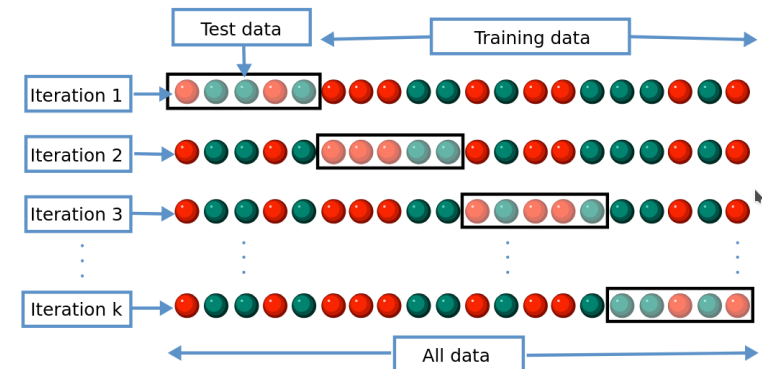 Test data
Training data
Iteration 1
Iteration 2
Iteration 3
Iteration k
All data